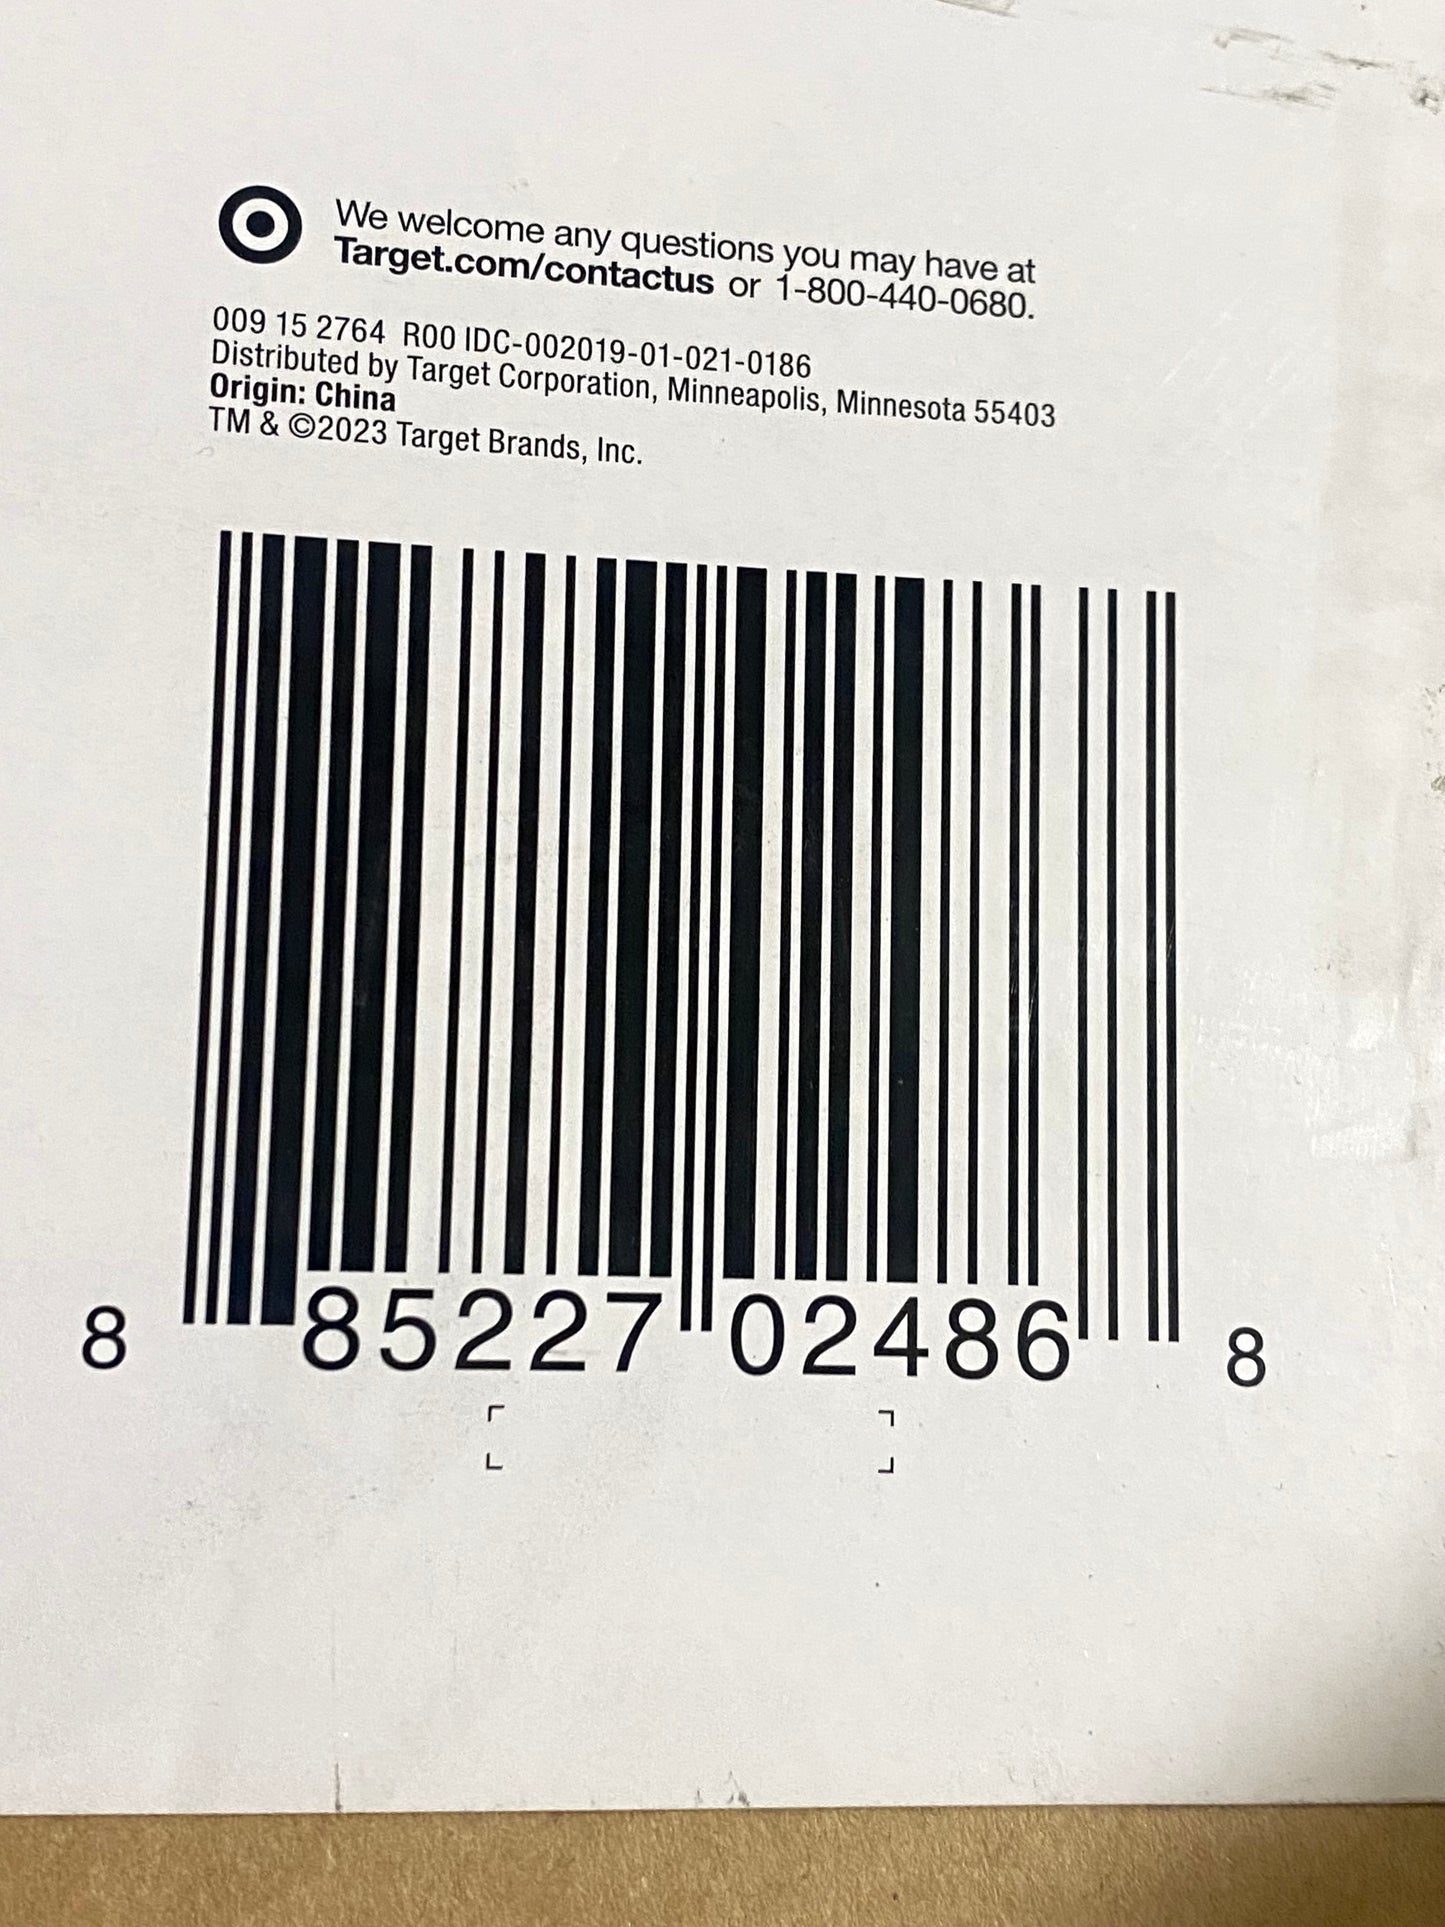 We welcome any questions you may have at
Target.com/contactus or 1-800-440-0680.
009 15 2764 R00 IDC-002019-01-021-0186
Distributed by Target Corporation, Minneapolis, Minnesota 55403
Origin: China
TM & ©2023 Target Brands, Inc.
8 85227 02486 8